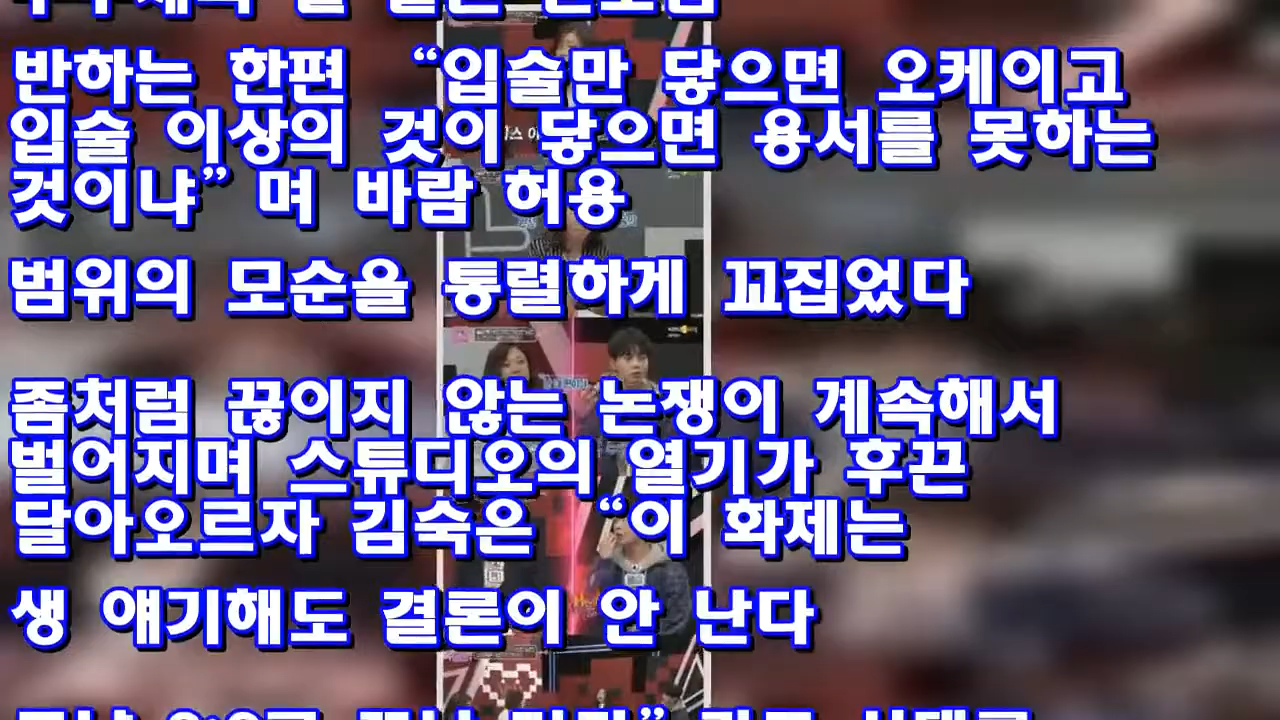 반하는 한편 “입술만 닿으면 오케이고
입술 이상의 것이 닿으면 용서를 못하는
것이냐” 며 바람 허용
범위의 모순을 통렬하게 꼬집었다
좀처럼 끊이지 않는 논쟁이 계속해서
벌어지며 스튜디오의 열기가 후끈
달아오르자 김숙은 “이 화제는
생 얘기해도 결론이 안 난다